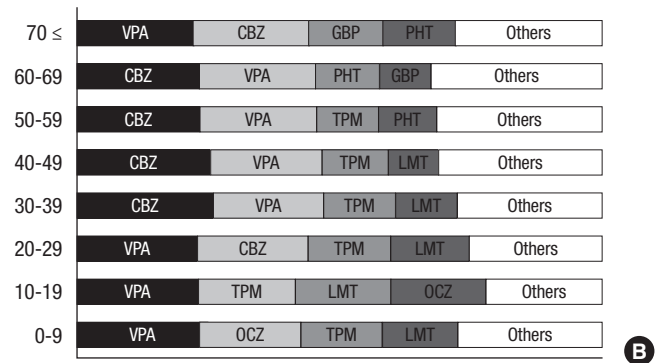 70 ≤ VPA CBZ GBP PHT Others
60-69 CBZ VPA PHT GBP Others
50-59 CBZ VPA TPM PHT Others
40-49 CBZ VPA TPM LMT Others
30-39 CBZ VPA TPM LMT Others
20-29 VPA CBZ TPM LMT Others
10-19 VPA TPM LMT OCZ Others
0-9 VPA OCZ TPM LMT Others
B